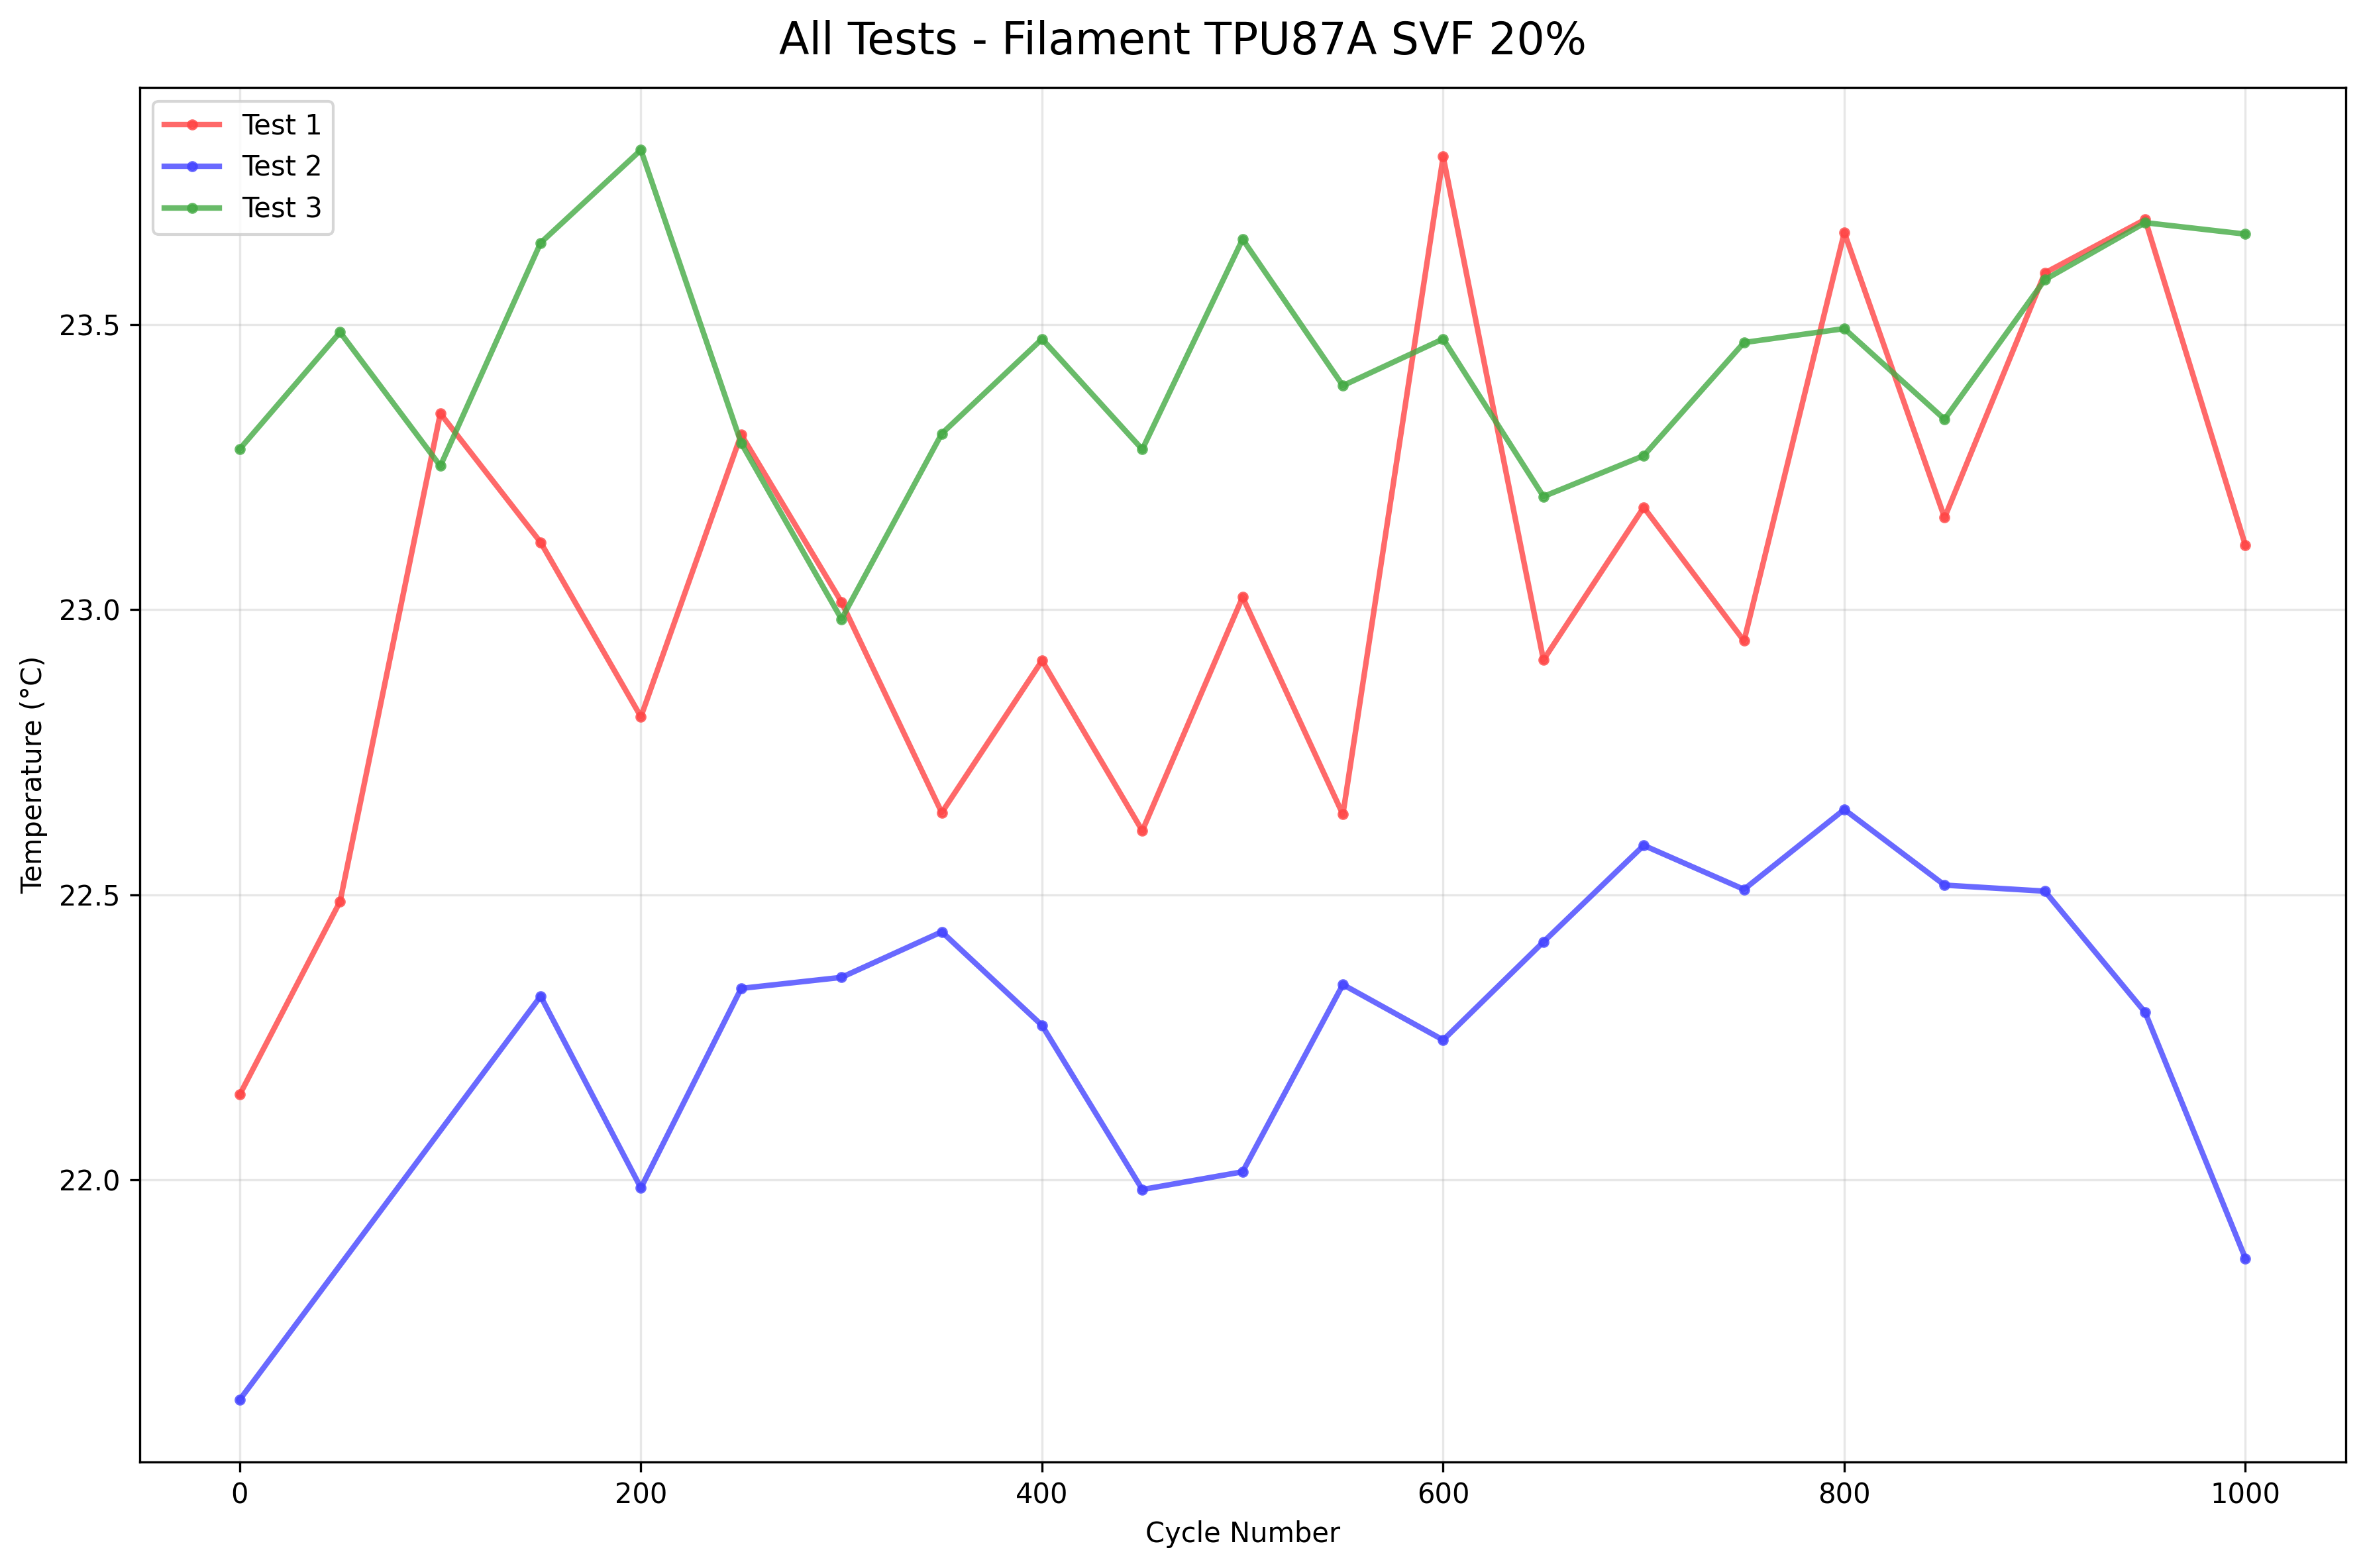 All Tests - Filament TPU87A SVF 20%
Test 1
Test 2
Test 3
Temperature (°C)
23.5
23.0
22.5
22.0
0
200
400
600
800
1000
Cycle Number